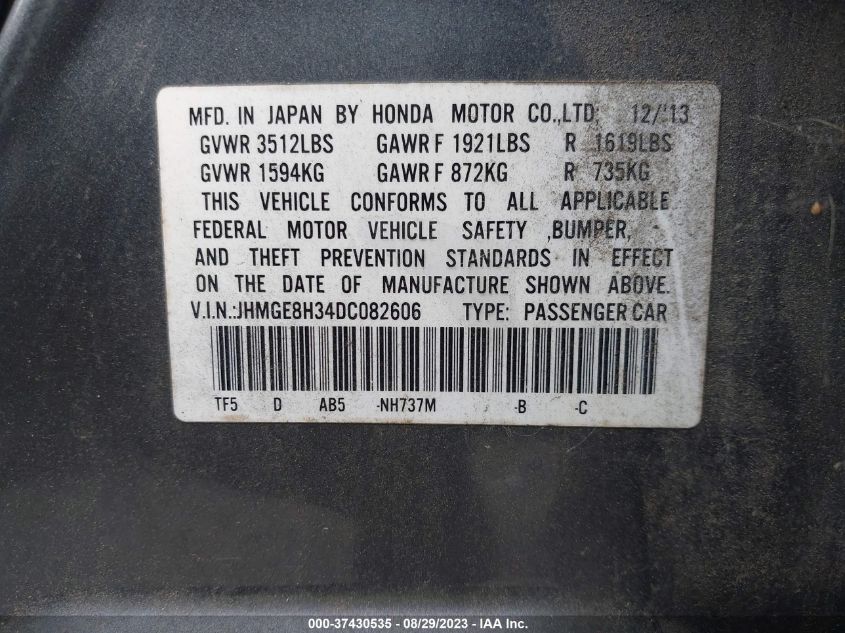 MFD. IN JAPAN BY HONDA MOTOR CO.,LTD. 12/'13
GVWR 3512LBS GAWR F 1921LBS R 1619LBS
GVWR 1594KG GAWR F 872KG R 735KG
THIS VEHICLE CONFORMS TO ALL APPLICABLE
FEDERAL MOTOR VEHICLE SAFETY ,BUMPER,
AND THEFT PREVENTION STANDARDS IN EFFECT
ON THE DATE OF MANUFACTURE SHOWN ABOVE.
V.I.N.:JHMGE8H34DC082606 TYPE: PASSENGER CAR
TF5 D AB5 -NH737M -B -C
000-37430535 - 08/29/2023 - IAA Inc.